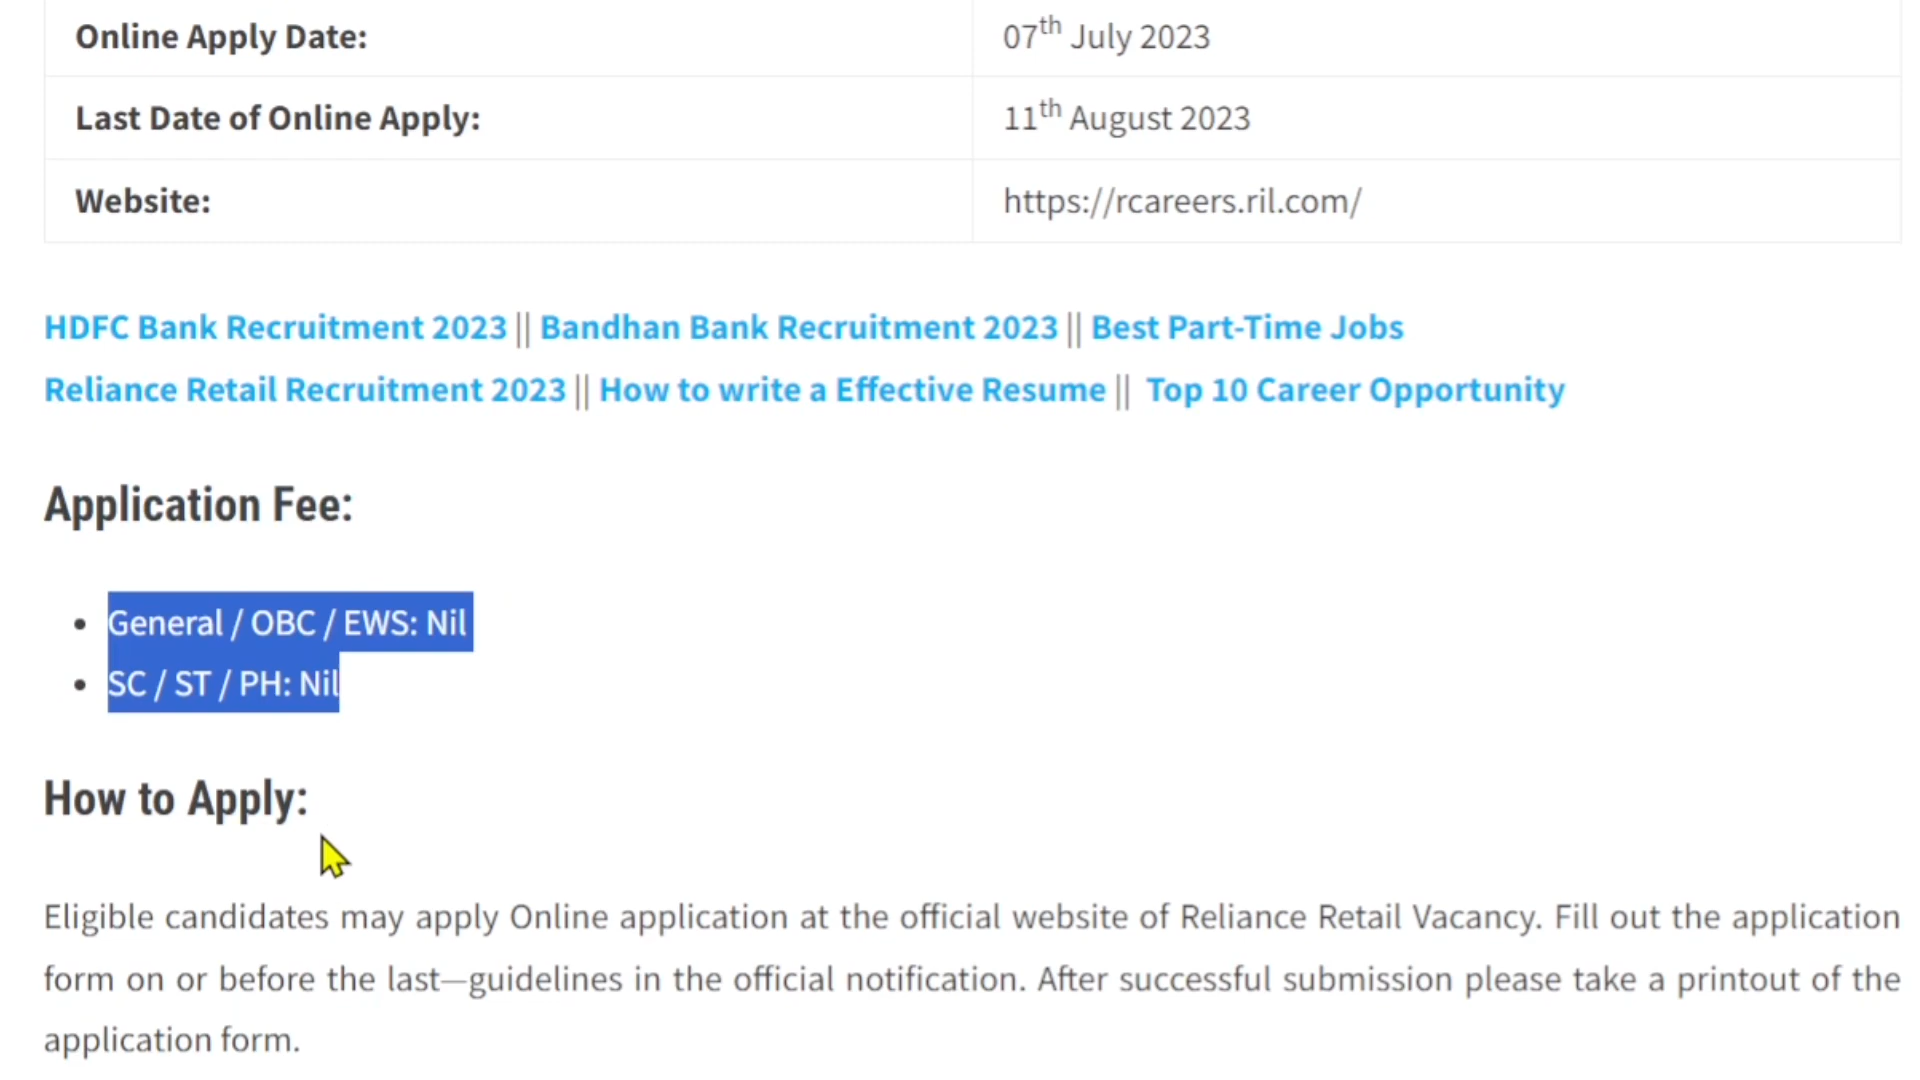 Online Apply Date: 07th July 2023
Last Date of Online Apply: 11th August 2023
Website: https://rcareers.ril.com/
HDFC Bank Recruitment 2023 || Bandhan Bank Recruitment 2023 || Best Part-Time Jobs
Reliance Retail Recruitment 2023 || How to write a Effective Resume || Top 10 Career Opportunity
Application Fee:
• General / OBC / EWS: Nil
• SC / ST / PH: Nil
How to Apply:
Eligible candidates may apply Online application at the official website of Reliance Retail Vacancy. Fill out the application
form on or before the last—guidelines in the official notification. After successful submission please take a printout of the
application form.